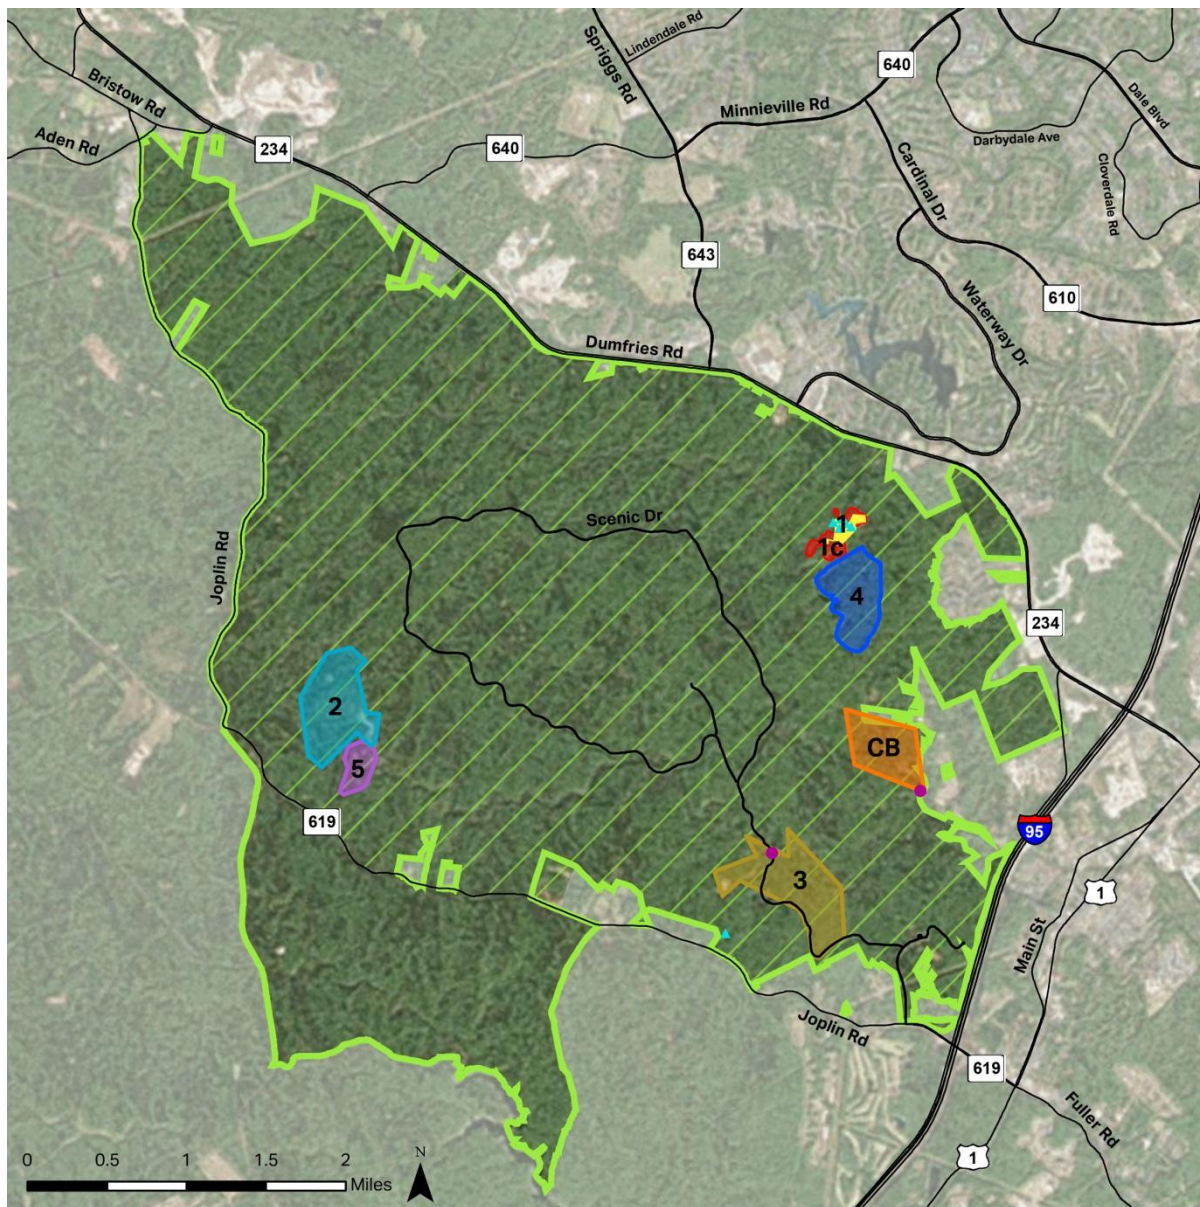 Lindendale Rd
Spriggs Rd
640
Bristow Rd
Minnieville Rd
Dale Blvd
Aden Rd
234
640
Darbydale Ave
Cardinal Dr
Cloverdale Rd
643
610
Waterway Dr
Dumfries Rd
Scenic Dr
1
1c
Joplin Rd
4
234
2
CB
5
619
95
3
1
Main St
Joplin Rd
619
Fuller Rd
1
0 0.5 1 1.5 2
Miles
N